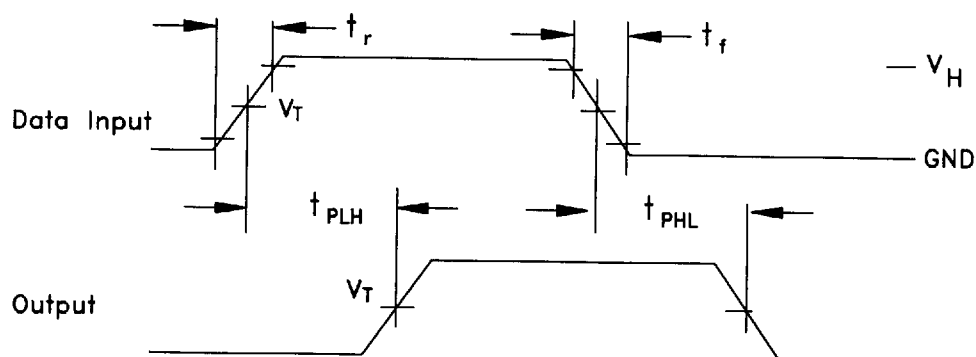 t_r
t_f
V_H
V_T
Data Input
GND
t_PLH
t_PHL
V_T
Output